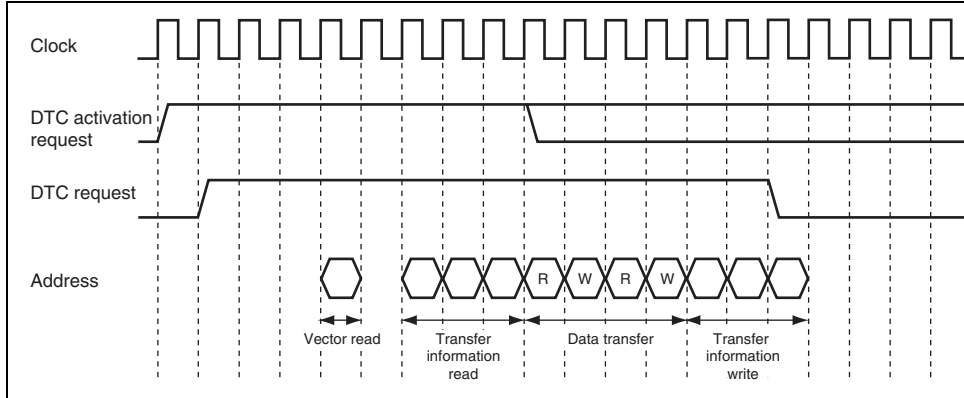 Clock
DTC activation
request
DTC request
Address
R W R W
Vector read
Transfer
information
read
Data transfer
Transfer
information
write